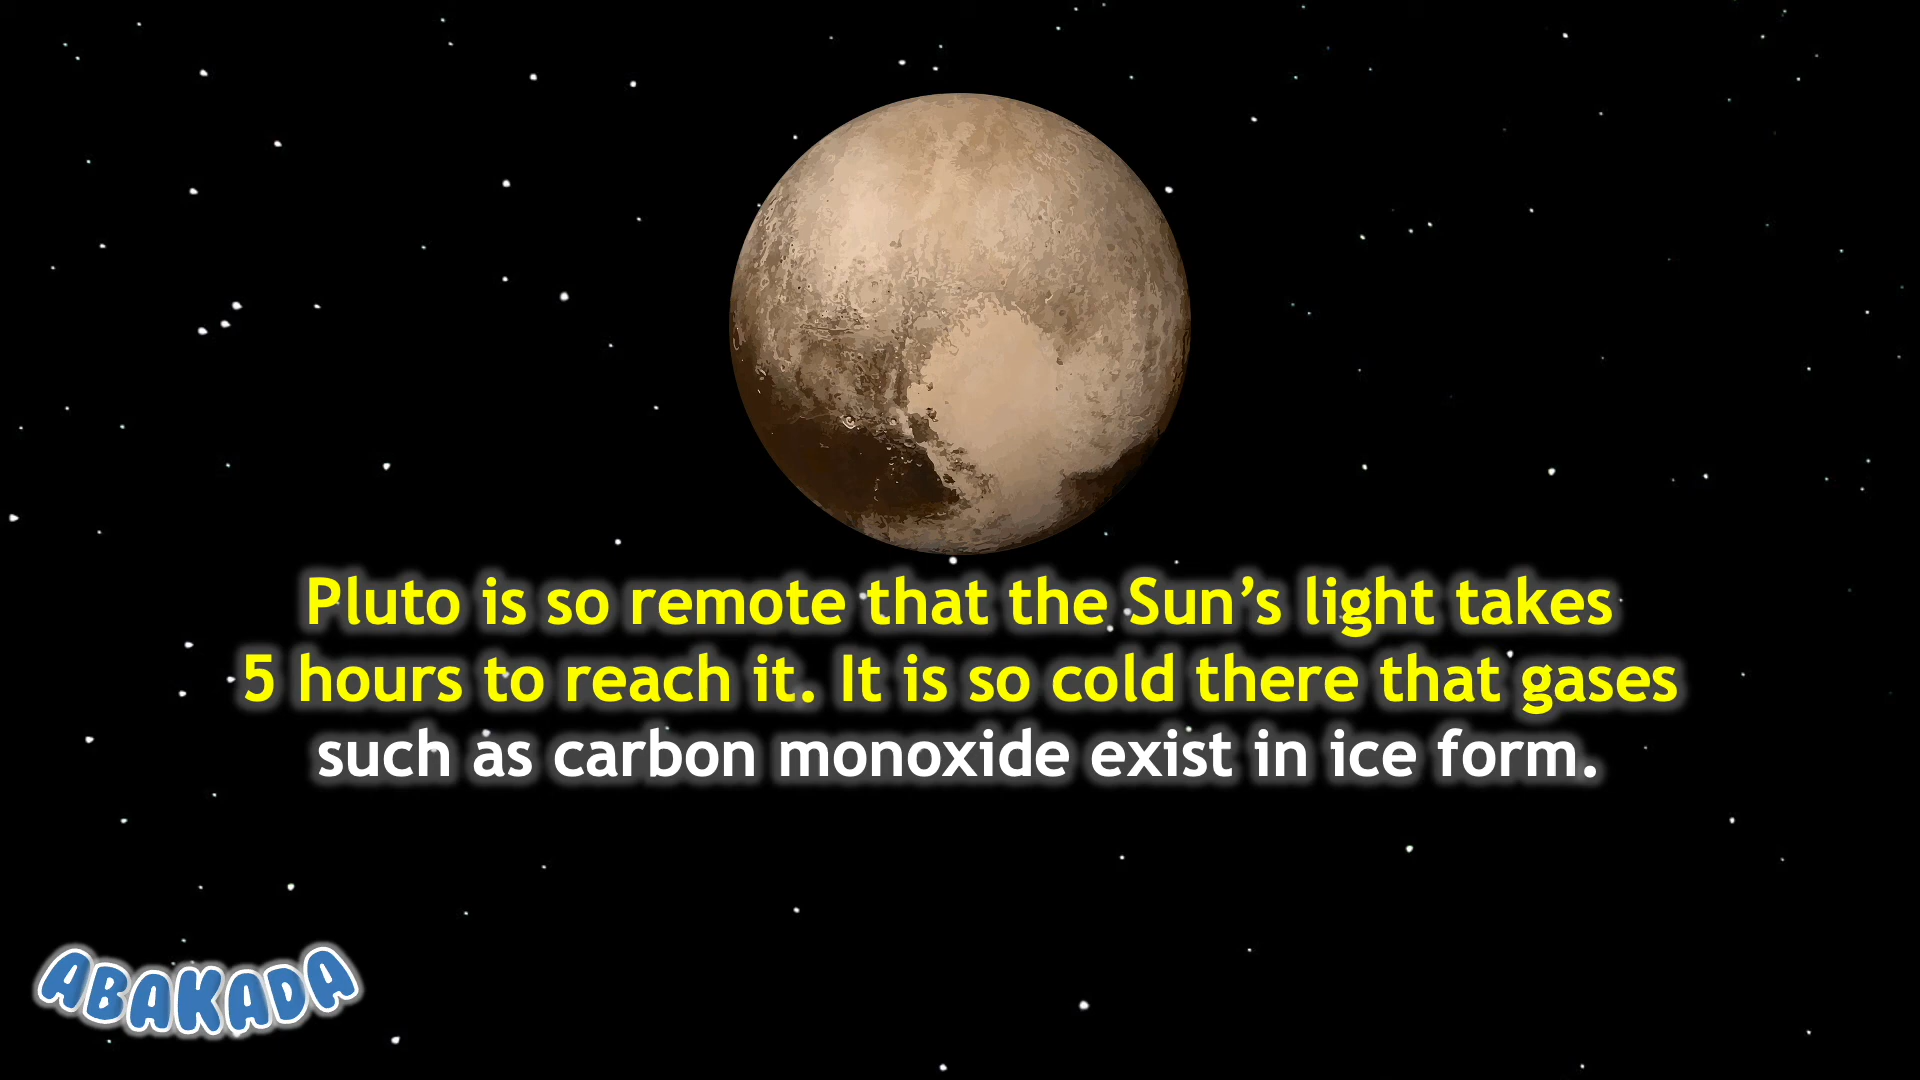 Pluto is so remote that the Sun’s light takes
5 hours to reach it. It is so cold there that gases
such as carbon monoxide exist in ice form.
ABAKADA